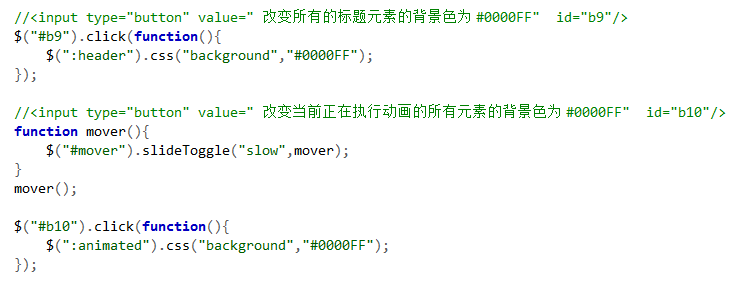 //<input type="button" value=" 改变所有的标题元素的背景色为 #0000FF"  id="b9"/>
$("#b9").click(function(){
    $(":header").css("background","#0000FF");
});
//<input type="button" value=" 改变当前正在执行动画的所有元素的背景色为 #0000FF"  id="b10"/>
function mover(){
    $("#mover").slideToggle("slow",mover);
}
mover();
$("#b10").click(function(){
    $(":animated").css("background","#0000FF");
});